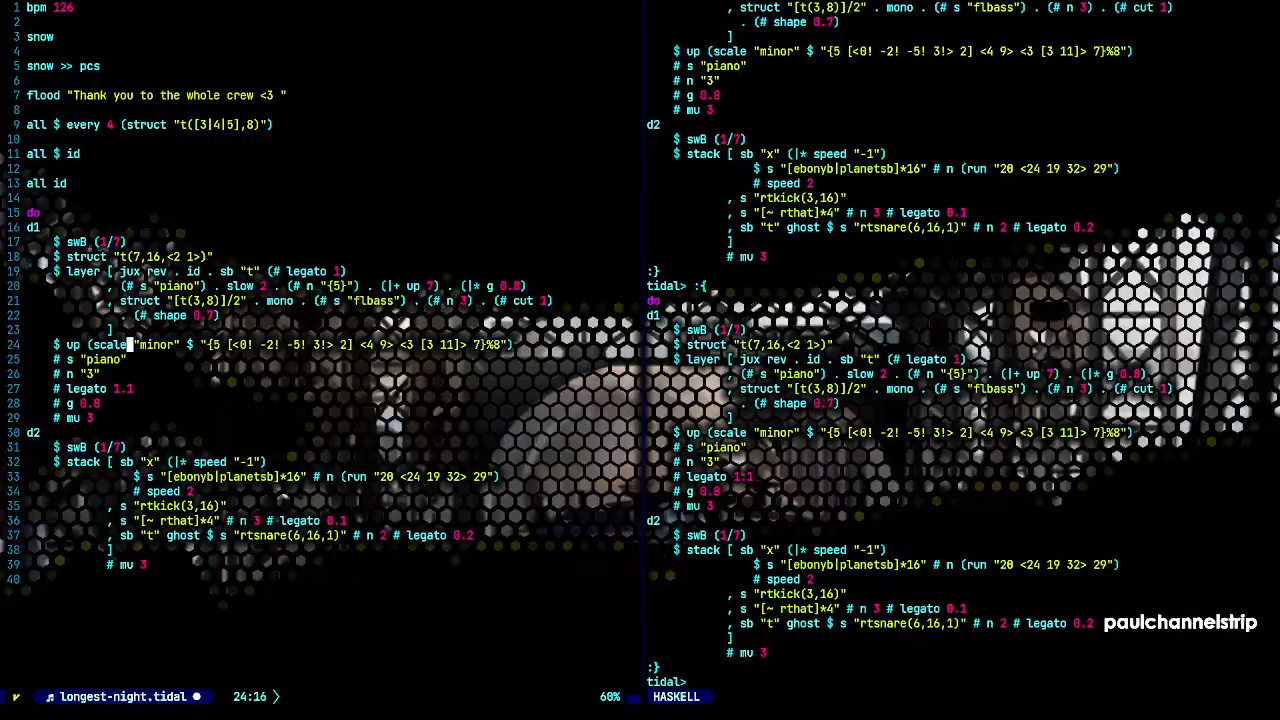 1 bpm 126
2
3 snow
4
5 snow >> pcs
6
7 flood "Thank you to the whole crew <3 "
8
9 all $ every 4 (struct "t([3|4|5],8)")
10
11 all $ id
12
13 all id
14
15 do
16 d1
17 $ swB (1/7)
18 $ struct "t(7,16,<2 1>)"
19 $ layer [ jux rev . id . sb "t" (# legato 1)
20 , (# s "piano") . slow 2 . (# n "{5}") . (|+ up 7) . (|* g 0.8)
21 , struct "[t(3,8)]/2" . mono . (# s "flbass") . (# n 3) . (# cut 1)
22 . (# shape 0.7)
23 ]
24 $ up (scale "minor" $ "{5 [<0! -2! -5! 3!> 2] <4 9> <3 [3 11]> 7}%8")
25 # s "piano"
26 # n "3"
27 # legato 1.1
28 # g 0.8
29 # mu 3
30 d2
31 $ swB (1/7)
32 $ stack [ sb "x" (|* speed "-1")
33 $ s "[ebonyb|planetsb]*16" # n (run "20 <24 19 32> 29")
34 # speed 2
35 , s "rtkick(3,16)"
36 , s "[~ rthat]*4" # n 3 # legato 0.1
37 , sb "t" ghost $ s "rtsnare(6,16,1)" # n 2 # legato 0.2
38 ]
39 # mu 3
40
♬ longest-night.tidal ● 24:16 〉 60%
, struct "[t(3,8)]/2" . mono . (# s "flbass") . (# n 3) . (# cut 1)
. (# shape 0.7)
]
$ up (scale "minor" $ "{5 [<0! -2! -5! 3!> 2] <4 9> <3 [3 11]> 7}%8")
# s "piano"
# n "3"
# g 0.8
# mu 3
d2
$ swB (1/7)
$ stack [ sb "x" (|* speed "-1")
$ s "[ebonyb|planetsb]*16" # n (run "20 <24 19 32> 29")
# speed 2
, s "rtkick(3,16)"
, s "[~ rthat]*4" # n 3 # legato 0.1
, sb "t" ghost $ s "rtsnare(6,16,1)" # n 2 # legato 0.2
]
# mu 3
:}
tidal> :{
do
d1
$ swB (1/7)
$ struct "t(7,16,<2 1>)"
$ layer [ jux rev . id . sb "t" (# legato 1)
, (# s "piano") . slow 2 . (# n "{5}") . (|+ up 7) . (|* g 0.8)
, struct "[t(3,8)]/2" . mono . (# s "flbass") . (# n 3) . (# cut 1)
. (# shape 0.7)
]
$ up (scale "minor" $ "{5 [<0! -2! -5! 3!> 2] <4 9> <3 [3 11]> 7}%8")
# s "piano"
# n "3"
# legato 1.1
# g 0.8
# mu 3
d2
$ swB (1/7)
$ stack [ sb "x" (|* speed "-1")
$ s "[ebonyb|planetsb]*16" # n (run "20 <24 19 32> 29")
# speed 2
, s "rtkick(3,16)"
, s "[~ rthat]*4" # n 3 # legato 0.1
, sb "t" ghost $ s "rtsnare(6,16,1)" # n 2 # legato 0.2
]
# mu 3
:}
tidal>
HASKELL
paulchannelstrip